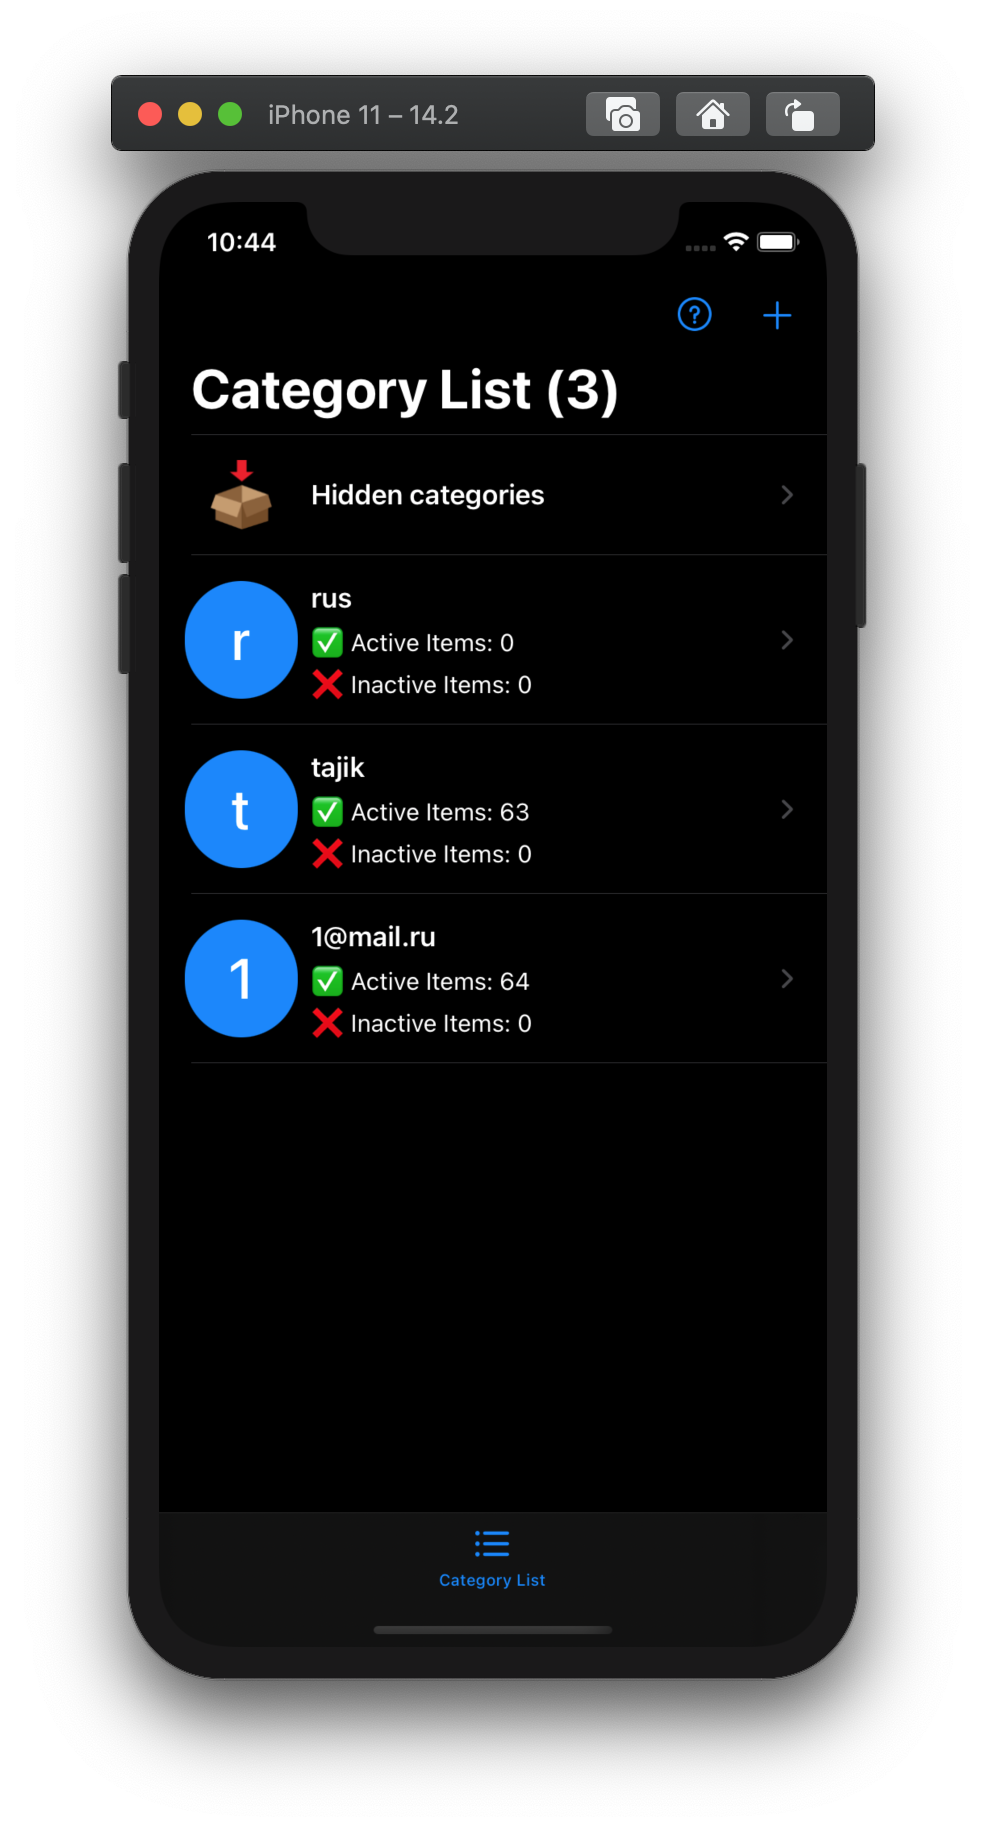 iPhone 11 – 14.2
10:44
?
Category List (3)
Hidden categories
r
rus
✅ Active Items: 0
❌ Inactive Items: 0
t
tajik
✅ Active Items: 63
❌ Inactive Items: 0
1
1@mail.ru
✅ Active Items: 64
❌ Inactive Items: 0
Category List